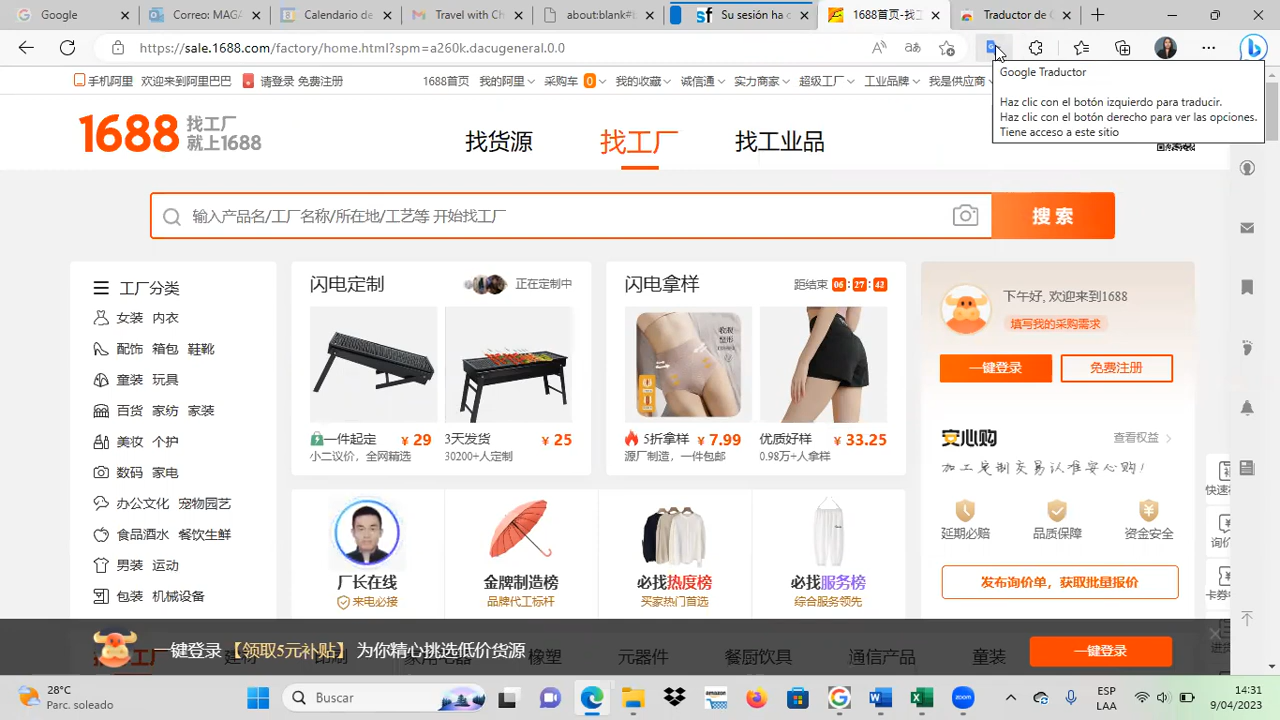 Google
Correo: MAGA
Calendario de
Travel with Ch
about:blank#b
Su sesión ha c
1688首页-找工
Traductor de
https://sale.1688.com/factory/home.html?spm=a260k.dacugeneral.0.0
Google Traductor
Haz clic con el botón izquierdo para traducir.
Haz clic con el botón derecho para ver las opciones.
Tiene acceso a este sitio
手机阿里 欢迎来到阿里巴巴 请登录 免费注册
1688首页 我的阿里 采购车 0 我的收藏 诚信通 实力商家 超级工厂 工业品牌 我是供应商
1688 找工厂
就上1688
找货源 找工厂 找工业品
输入产品名/工厂名称/所在地/工艺等 开始找工厂
搜 索
工厂分类
女装 内衣
配饰 箱包 鞋靴
童装 玩具
百货 家纺 家装
美妆 个护
数码 家电
办公文化 宠物园艺
食品酒水 餐饮生鲜
男装 运动
包装 机械设备
闪电定制 正在定制中
一件起定 ¥ 29
小二议价，全网精选
3天发货 ¥ 25
30200+人定制
闪电拿样 距结束 06 : 27 : 42
5折拿样 ¥ 7.99
源厂制造，一件包邮
优质好样 ¥ 33.25
0.98万+人拿样
厂长在线
来电必接
金牌制造榜
品牌代工标杆
必找热度榜
买家热门首选
必找服务榜
综合服务领先
下午好, 欢迎来到1688
填写我的采购需求
一键登录 免费注册
安心购 查看权益
加工定制交易认准安心购！
延期必赔 品质保障 资金安全
发布询价单，获取批量报价
一键登录 【领取5元补贴】 为你精心挑选低价货源
一键登录
橡塑 元器件 餐厨饮具 通信产品 童装
28°C
Parc. soleado
Buscar
amazon
ESP
LAA
14:31
9/04/2023